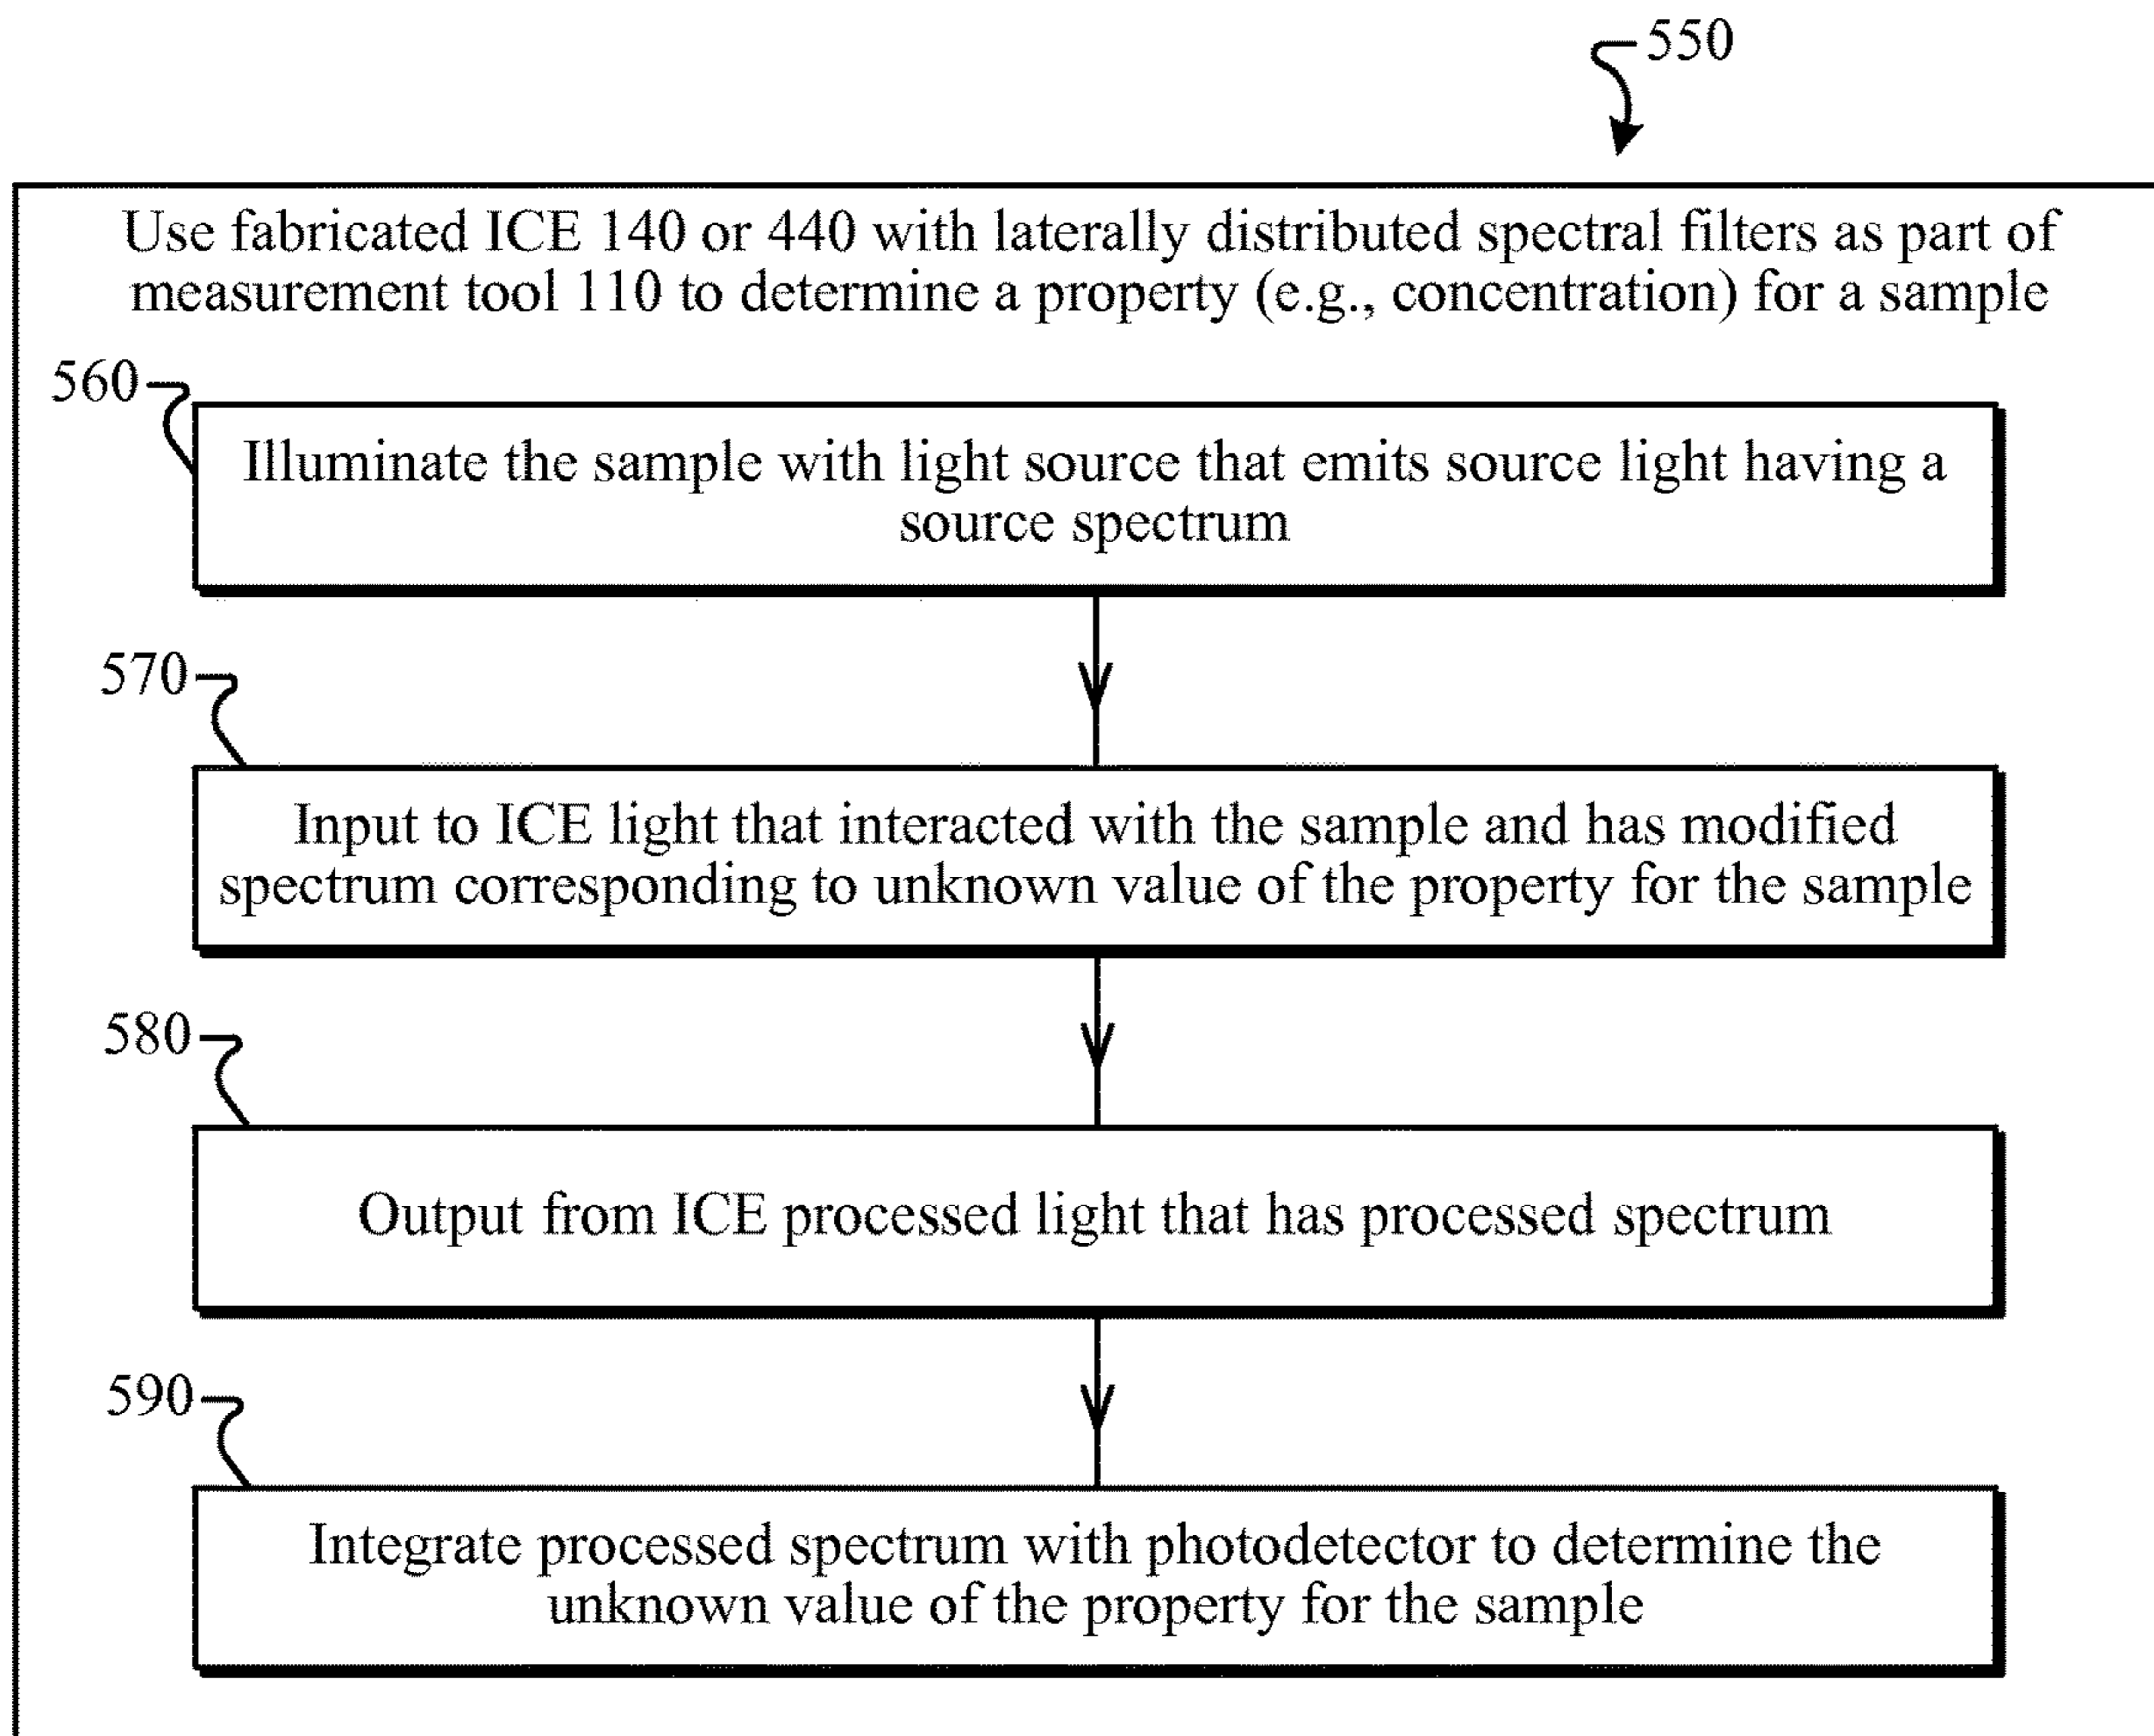 550
Use fabricated ICE 140 or 440 with laterally distributed spectral filters as part of
measurement tool 110 to determine a property (e.g., concentration) for a sample
560
Illuminate the sample with light source that emits source light having a
source spectrum
570
Input to ICE light that interacted with the sample and has modified
spectrum corresponding to unknown value of the property for the sample
580
Output from ICE processed light that has processed spectrum
590
Integrate processed spectrum with photodetector to determine the
unknown value of the property for the sample